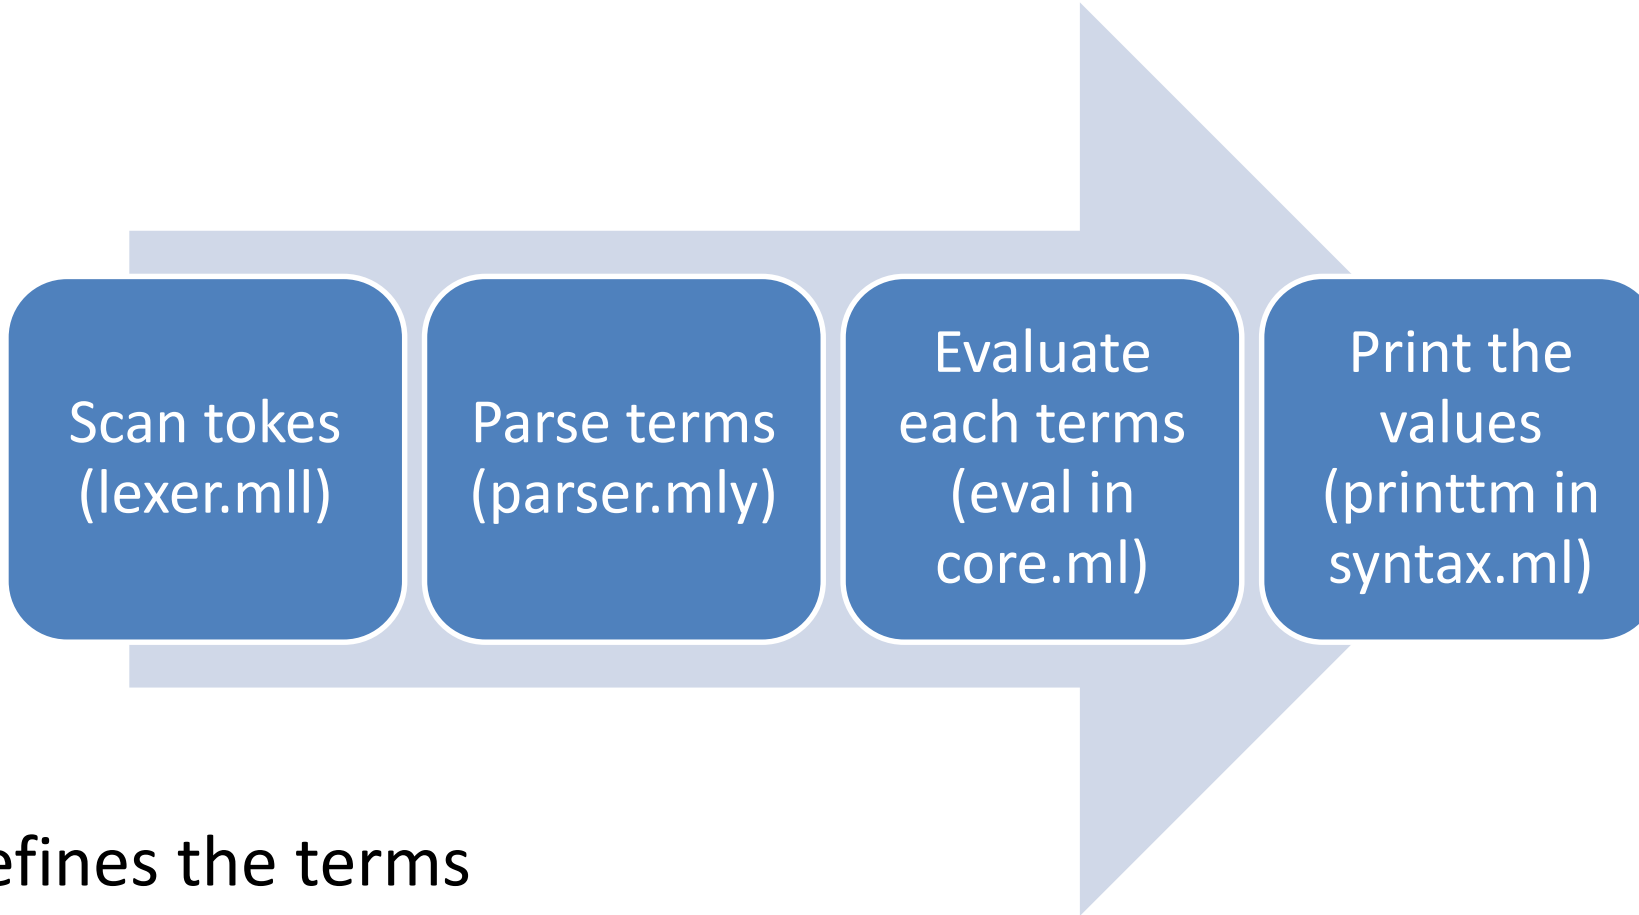 Scan tokes
(lexer.mll)
Parse terms
(parser.mly)
Evaluate
each terms
(eval in
core.ml)
Print the
values
(printtm in
syntax.ml)
efines the terms